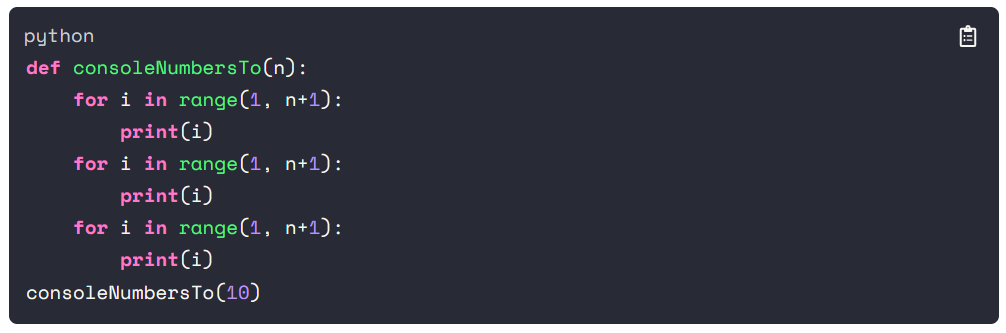 python
def consoleNumbersTo(n):
    for i in range(1, n+1):
        print(i)
    for i in range(1, n+1):
        print(i)
    for i in range(1, n+1):
        print(i)
consoleNumbersTo(10)